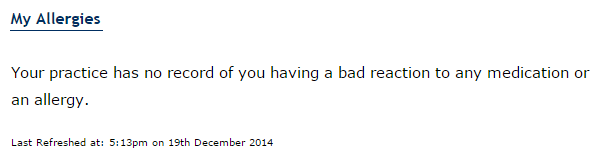 My Allergies
Your practice has no record of you having a bad reaction to any medication or
an allergy.
Last Refreshed at: 5:13pm on 19th December 2014